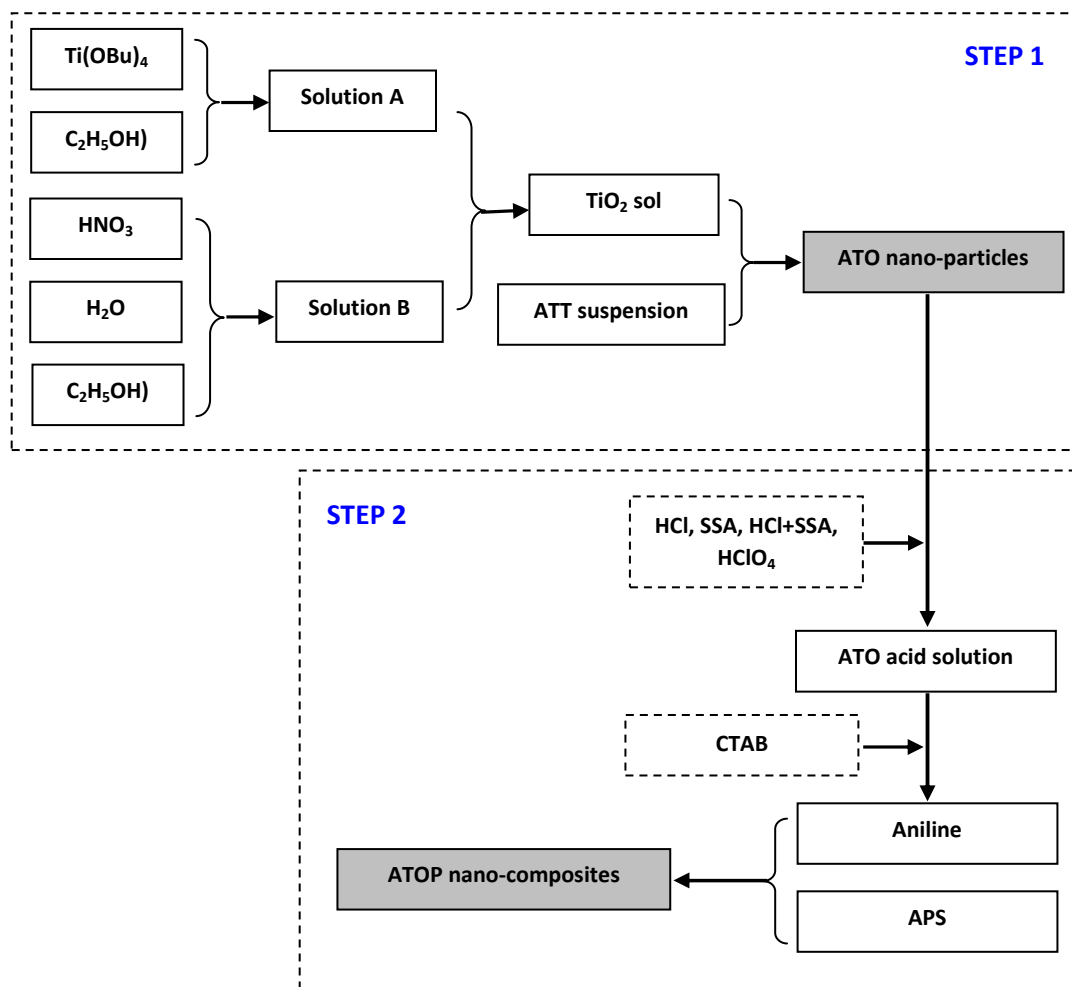 STEP 1
Ti(OBu)₄
C₂H₅OH)
Solution A
HNO₃
H₂O
C₂H₅OH)
Solution B
TiO₂ sol
ATT suspension
ATO nano-particles
STEP 2
HCl, SSA, HCl+SSA,
HClO₄
ATO acid solution
CTAB
Aniline
APS
ATOP nano-composites